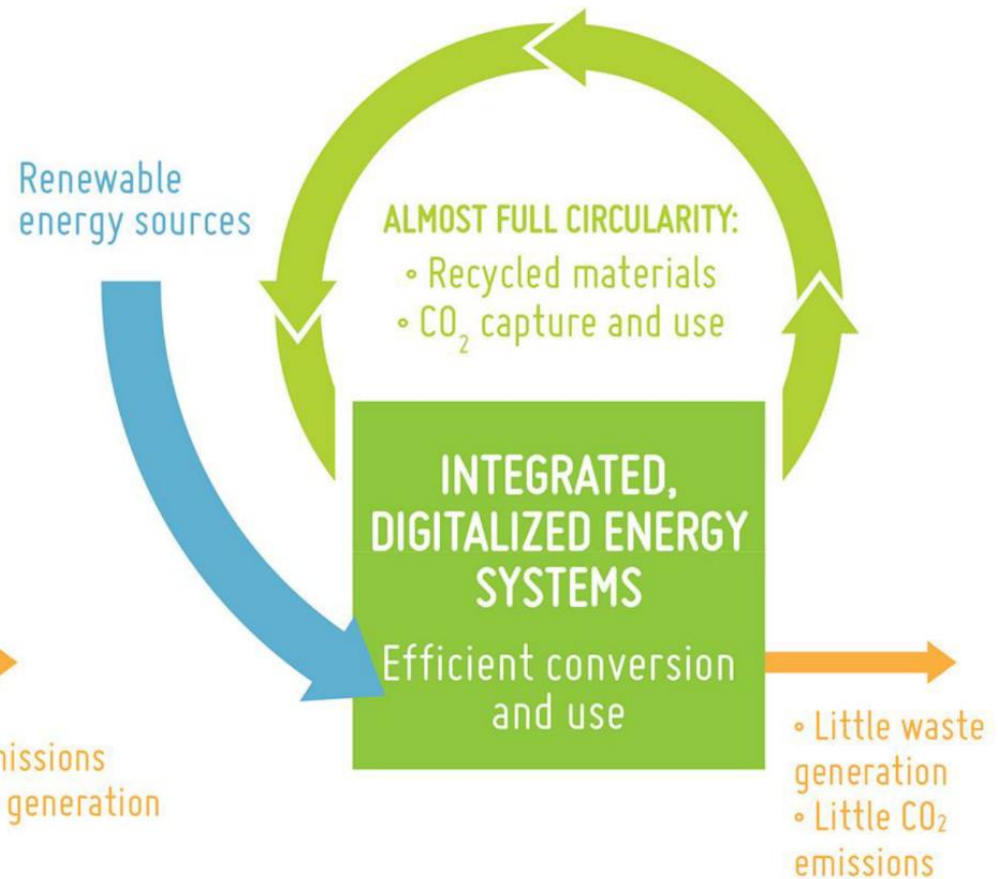 Renewable
energy sources
ALMOST FULL CIRCULARITY:
• Recycled materials
• CO₂ capture and use
INTEGRATED,
DIGITALIZED ENERGY
SYSTEMS
Efficient conversion
and use
generation
• Little waste
generation
• Little CO₂
emissions